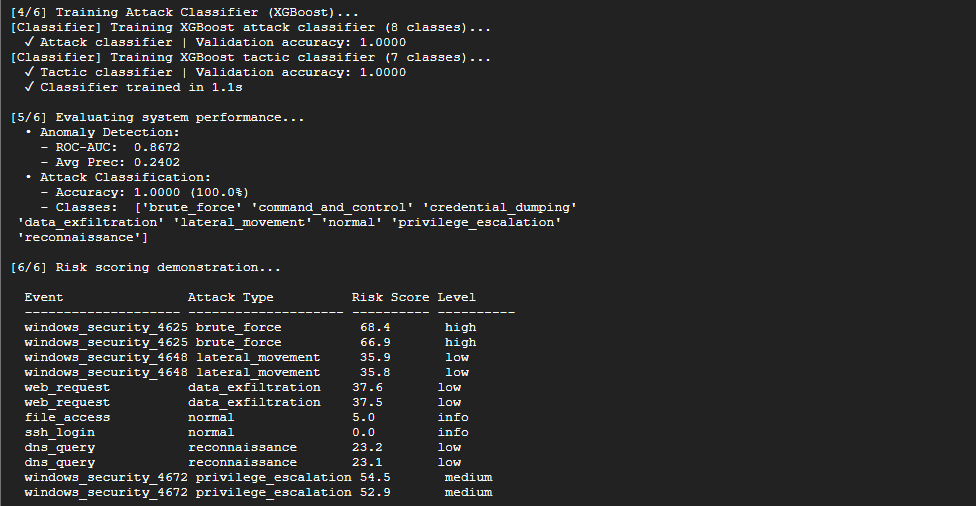 [4/6] Training Attack Classifier (XGBoost)...
[Classifier] Training XGBoost attack classifier (8 classes)...
✓ Attack classifier | Validation accuracy: 1.0000
[Classifier] Training XGBoost tactic classifier (7 classes)...
✓ Tactic classifier | Validation accuracy: 1.0000
✓ Classifier trained in 1.1s
[5/6] Evaluating system performance...
• Anomaly Detection:
– ROC-AUC:  0.8672
– Avg Prec: 0.2402
• Attack Classification:
– Accuracy: 1.0000 (100.0%)
– Classes:  ['brute_force' 'command_and_control' 'credential_dumping'
'data_exfiltration' 'lateral_movement' 'normal' 'privilege_escalation'
'reconnaissance']
[6/6] Risk scoring demonstration...
Event                Attack Type          Risk Score Level
-------------------- -------------------- ---------- ----------
windows_security_4625 brute_force          68.4       high
windows_security_4625 brute_force          66.9       high
windows_security_4648 lateral_movement     35.9       low
windows_security_4648 lateral_movement     35.8       low
web_request          data_exfiltration    37.6       low
web_request          data_exfiltration    37.5       low
file_access          normal               5.0        info
ssh_login            normal               0.0        info
dns_query            reconnaissance       23.2       low
dns_query            reconnaissance       23.1       low
windows_security_4672 privilege_escalation 54.5       medium
windows_security_4672 privilege_escalation 52.9       medium